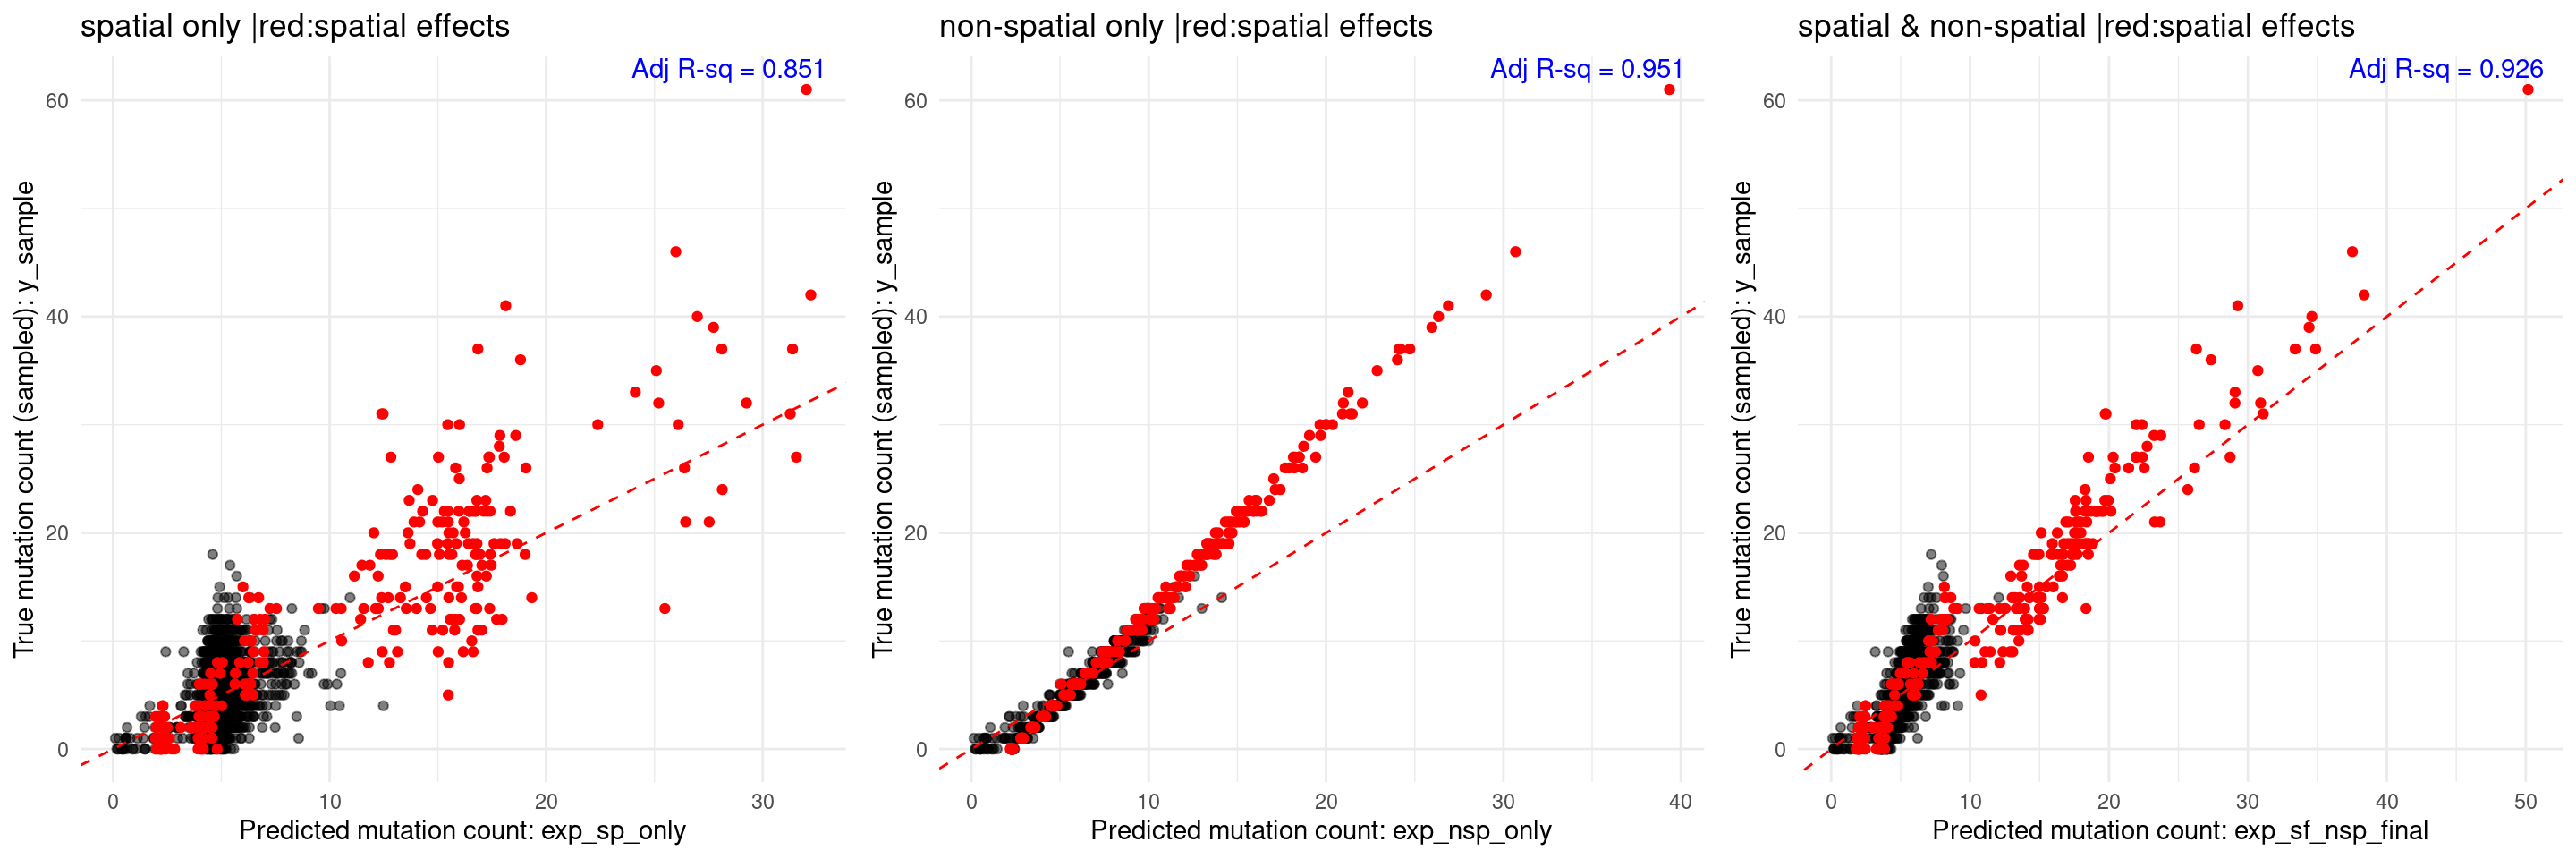 spatial only |red:spatial effects
Adj R-sq = 0.851
True mutation count (sampled): y_sample
60
40
20
0
0 10 20 30
Predicted mutation count: exp_sp_only
non-spatial only |red:spatial effects
Adj R-sq = 0.951
True mutation count (sampled): y_sample
60
40
20
0
0 10 20 30 40
Predicted mutation count: exp_nsp_only
spatial & non-spatial |red:spatial effects
Adj R-sq = 0.926
True mutation count (sampled): y_sample
60
40
20
0
0 10 20 30 40 50
Predicted mutation count: exp_sf_nsp_final